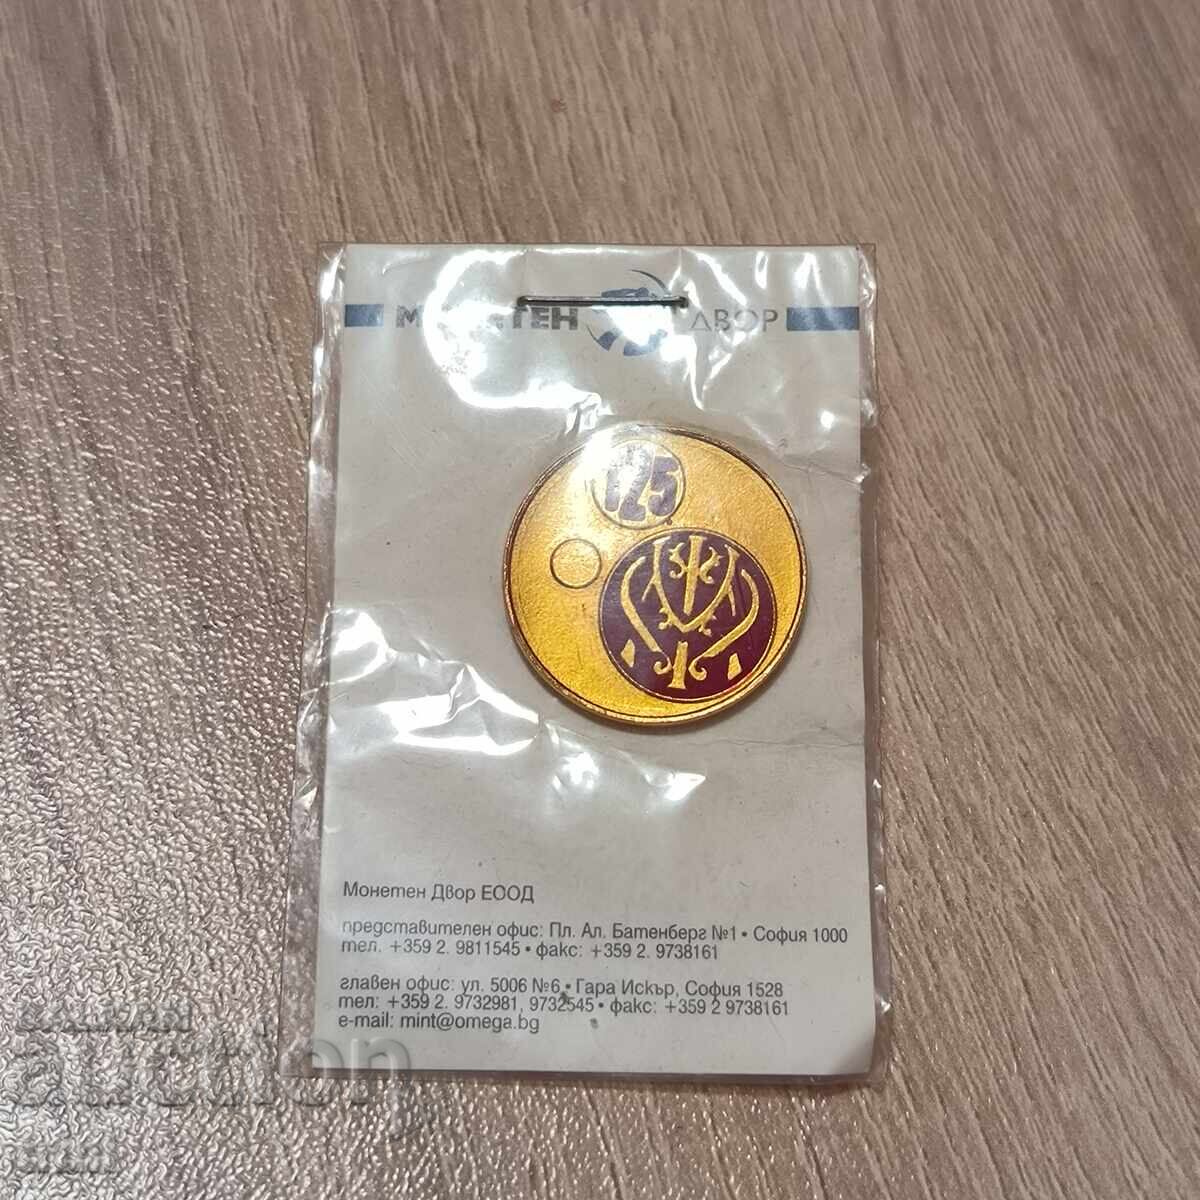 МОНЕТЕН ДВОР
125
Монетен Двор ЕООД
представителен офис: Пл. Ал. Батенберг №1 • София 1000
тел. +359 2. 9811545 • факс: +359 2. 9738161
главен офис: ул. 5006 №6 • Гара Искър, София 1528
тел: +359 2. 9732981, 9732545 • факс: +359 2 9738161
e-mail: mint@omega.bg
BALKAN
auction